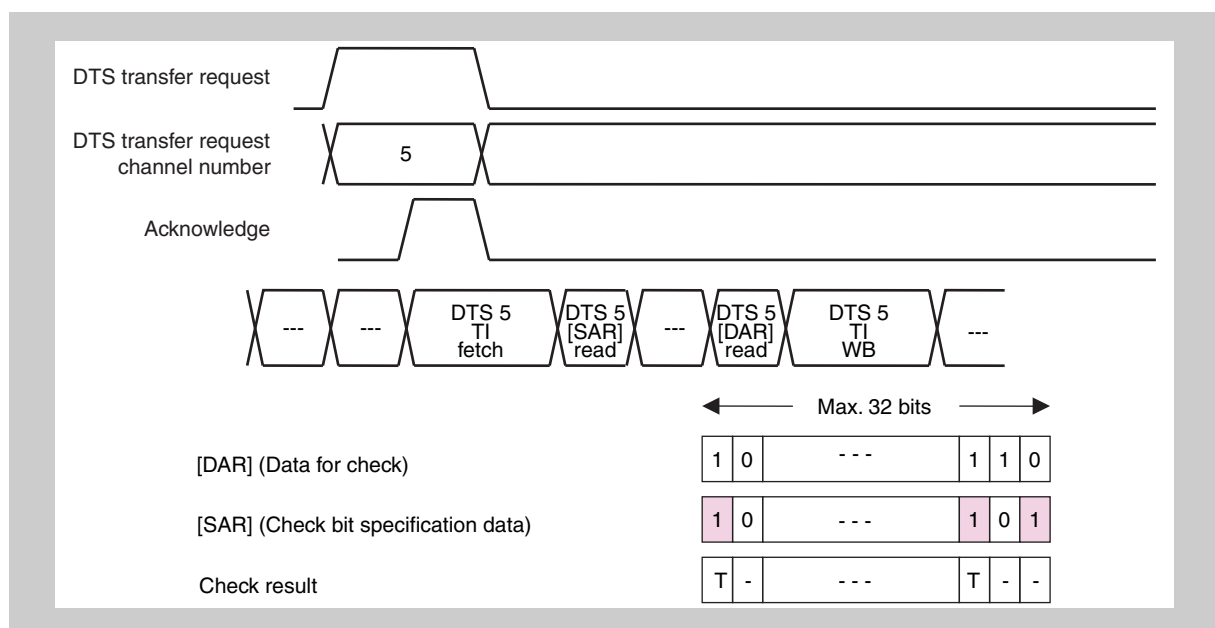 DTS transfer request
DTS transfer request
channel number
5
Acknowledge
--- --- DTS 5 DTS 5 --- DTS 5 DTS 5 ---
TI [SAR] [DAR] TI
fetch read read WB
Max. 32 bits
[DAR] (Data for check) 1 0 - - - 1 1 0
[SAR] (Check bit specification data) 1 0 - - - 1 0 1
Check result T - - - - T - -